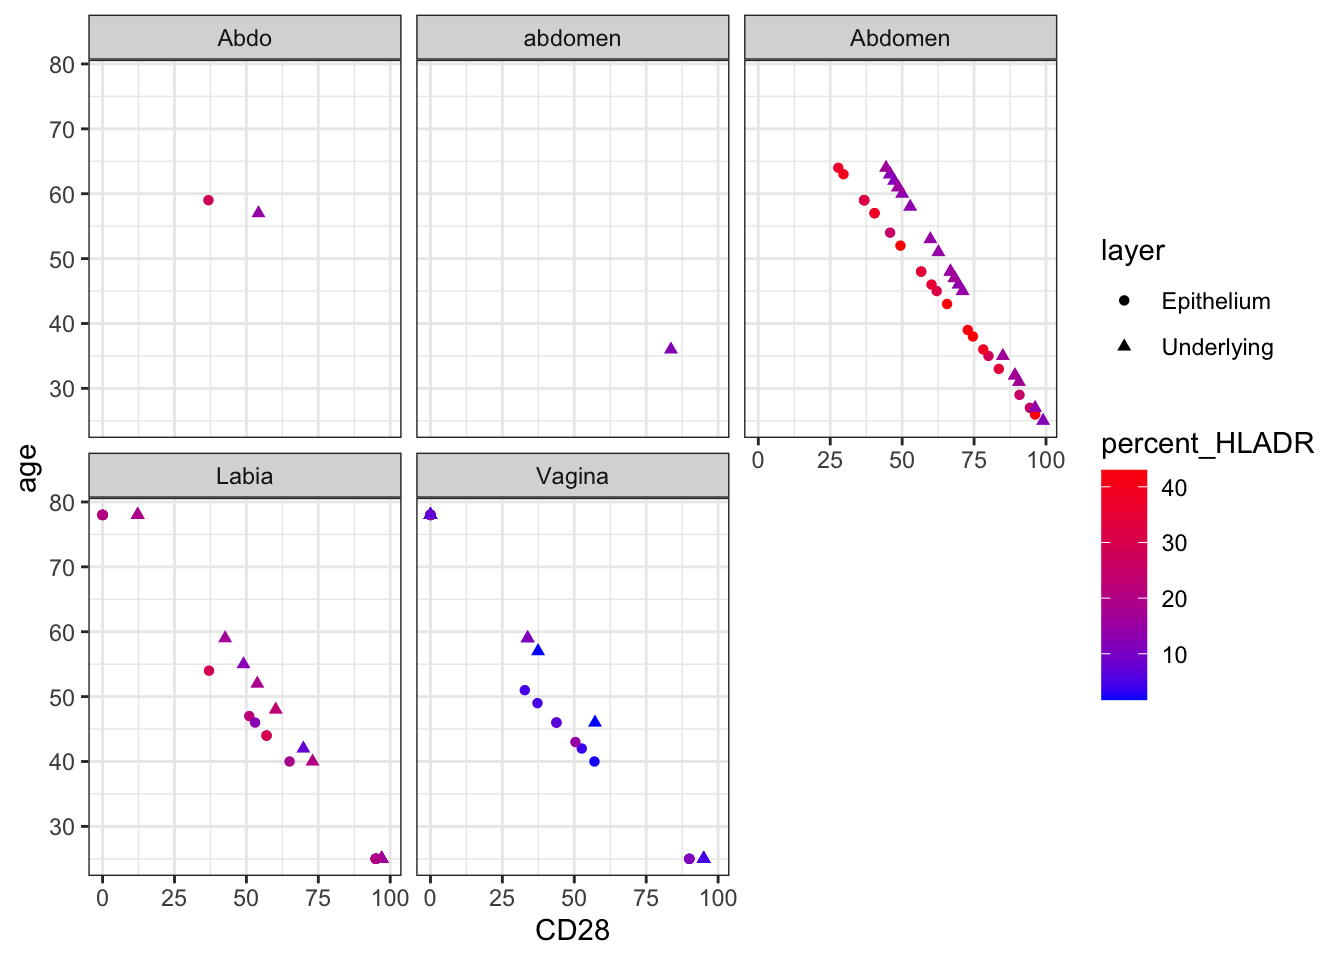 Abdo abdomen Abdomen
80
70
60
50
40
30
0 25 50 75 100
Labia Vagina
80
70
60
50
40
30
0 25 50 75 100 0 25 50 75 100
age
CD28
layer
Epithelium
Underlying
percent_HLADR
40
30
20
10